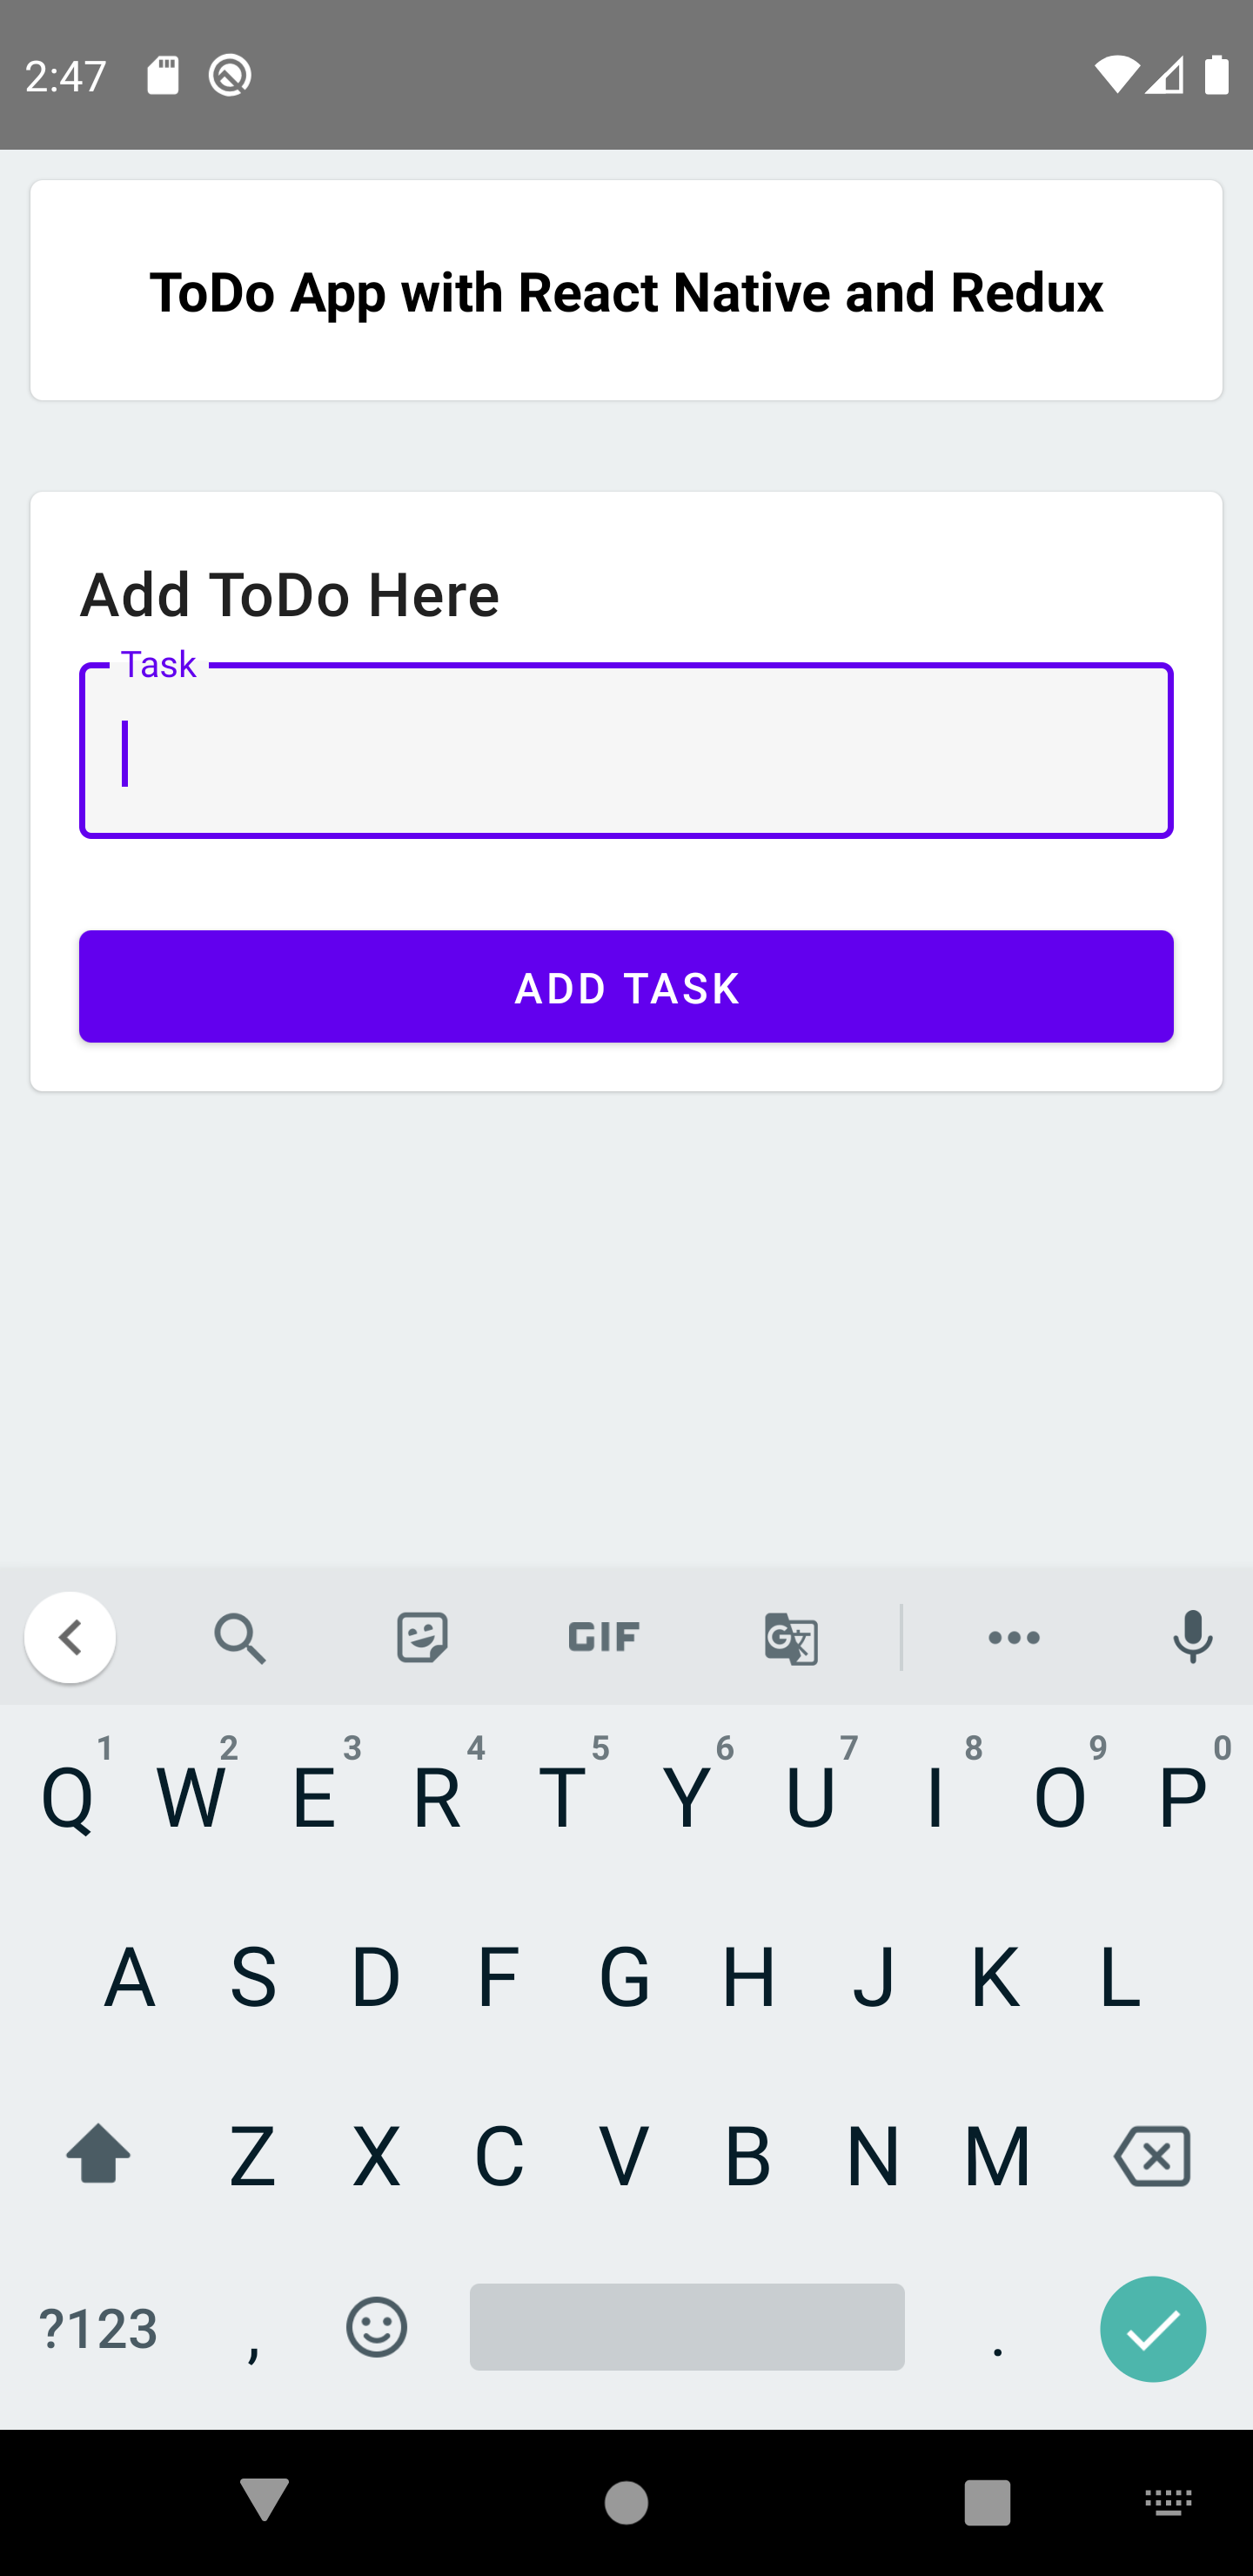 2:47
ToDo App with React Native and Redux
Add ToDo Here
Task
ADD TASK
GIF
G 文
1 2 3 4 5 6 7 8 9 0
Q W E R T Y U I O P
A S D F G H J K L
Z X C V B N M
?123 , .